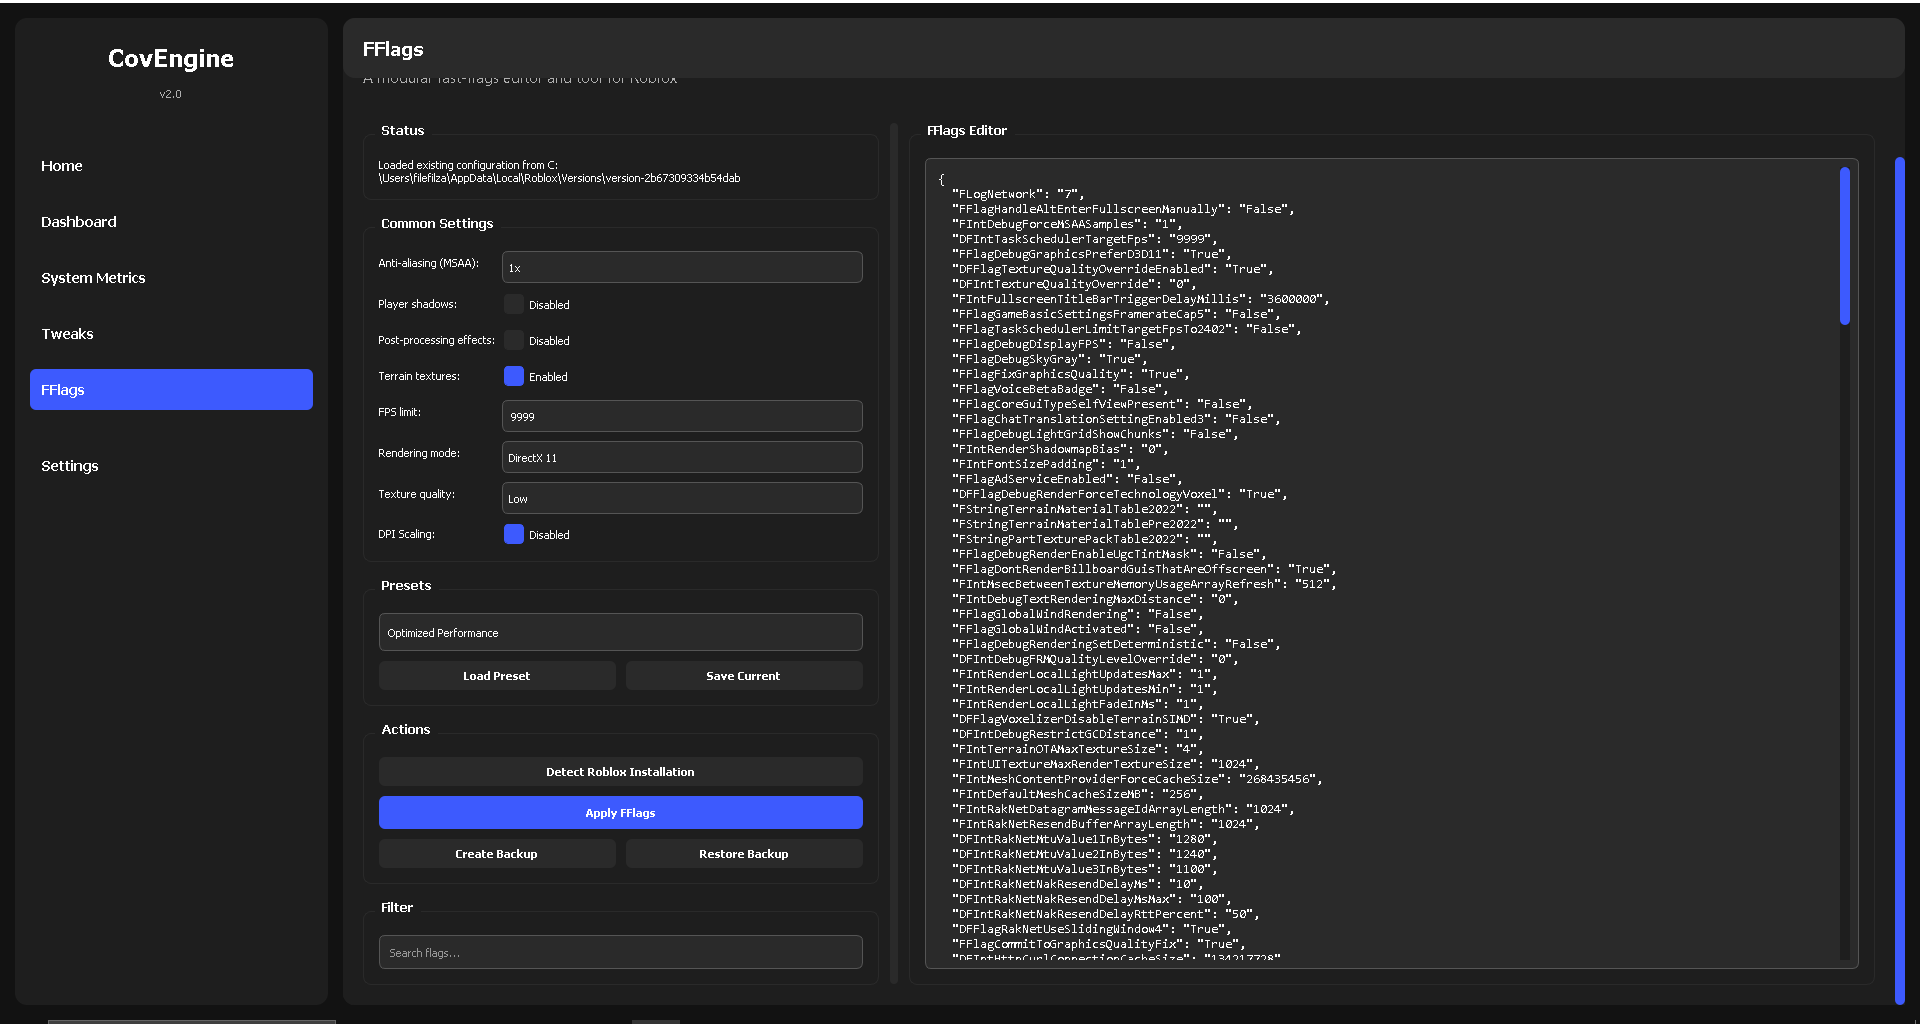 CovEngine
v2.0
Home
Dashboard
System Metrics
Tweaks
FFlags
Settings
FFlags
A modular fast-flags editor and tool for Roblox
Status
Loaded existing configuration from C:
\Users\filefilza\AppData\Local\Roblox\Versions\version-2b67309334b54dab
Common Settings
Anti-aliasing (MSAA): 1x
Player shadows: Disabled
Post-processing effects: Disabled
Terrain textures: Enabled
FPS limit: 9999
Rendering mode: DirectX 11
Texture quality: Low
DPI Scaling: Disabled
Presets
Optimized Performance
Load Preset Save Current
Actions
Detect Roblox Installation
Apply FFlags
Create Backup Restore Backup
Filter
Search flags...
FFlags Editor
{
"FLogNetwork": "7",
"FFlagHandleAltEnterFullscreenManually": "False",
"FIntDebugForceMSAASamples": "1",
"DFIntTaskSchedulerTargetFps": "9999",
"FFlagDebugGraphicsPreferD3D11": "True",
"DFFlagTextureQualityOverrideEnabled": "True",
"DFIntTextureQualityOverride": "0",
"FIntFullscreenTitleBarTriggerDelayMillis": "3600000",
"FFlagGameBasicSettingsFramerateCap5": "False",
"FFlagTaskSchedulerLimitTargetFpsTo2402": "False",
"FFlagDebugDisplayFPS": "False",
"FFlagDebugSkyGray": "True",
"FFlagFixGraphicsQuality": "True",
"FFlagVoiceBetaBadge": "False",
"FFlagCoreGuiTypeSelfViewPresent": "False",
"FFlagChatTranslationSettingEnabled3": "False",
"FFlagDebugLightGridShowChunks": "False",
"FIntRenderShadowmapBias": "0",
"FIntFontSizePadding": "1",
"FFlagAdServiceEnabled": "False",
"DFFlagDebugRenderForceTechnologyVoxel": "True",
"FStringTerrainMaterialTable2022": "",
"FStringTerrainMaterialTablePre2022": "",
"FStringPartTexturePackTable2022": "",
"FFlagDebugRenderEnableUgcTintMask": "False",
"FFlagDontRenderBillboardGuisThatAreOffscreen": "True",
"FIntMsecBetweenTextureMemoryUsageArrayRefresh": "512",
"FIntDebugTextRenderingMaxDistance": "0",
"FFlagGlobalWindRendering": "False",
"FFlagGlobalWindActivated": "False",
"FFlagDebugRenderingSetDeterministic": "False",
"DFIntDebugFRMQualityLevelOverride": "0",
"FIntRenderLocalLightUpdatesMax": "1",
"FIntRenderLocalLightUpdatesMin": "1",
"FIntRenderLocalLightFadeInMs": "1",
"DFFlagVoxelizerDisableTerrainSIMD": "True",
"DFIntDebugRestrictGCDistance": "1",
"FIntTerrainOTAMaxTextureSize": "4",
"FIntUITextureMaxRenderTextureSize": "1024",
"FIntMeshContentProviderForceCacheSize": "268435456",
"FIntDefaultMeshCacheSizeMB": "256",
"FIntRakNetDatagramMessageIdArrayLength": "1024",
"FIntRakNetResendBufferArrayLength": "1024",
"DFIntRakNetMtuValue1InBytes": "1280",
"DFIntRakNetMtuValue2InBytes": "1240",
"DFIntRakNetMtuValue3InBytes": "1100",
"DFIntRakNetNakResendDelayMs": "10",
"DFIntRakNetNakResendDelayMsMax": "100",
"DFIntRakNetNakResendDelayRttPercent": "50",
"DFFlagRakNetUseSlidingWindow4": "True",
"FFlagCommitToGraphicsQualityFix": "True",
"DFIntHttpCurlConnectionCacheSize": "134217728"